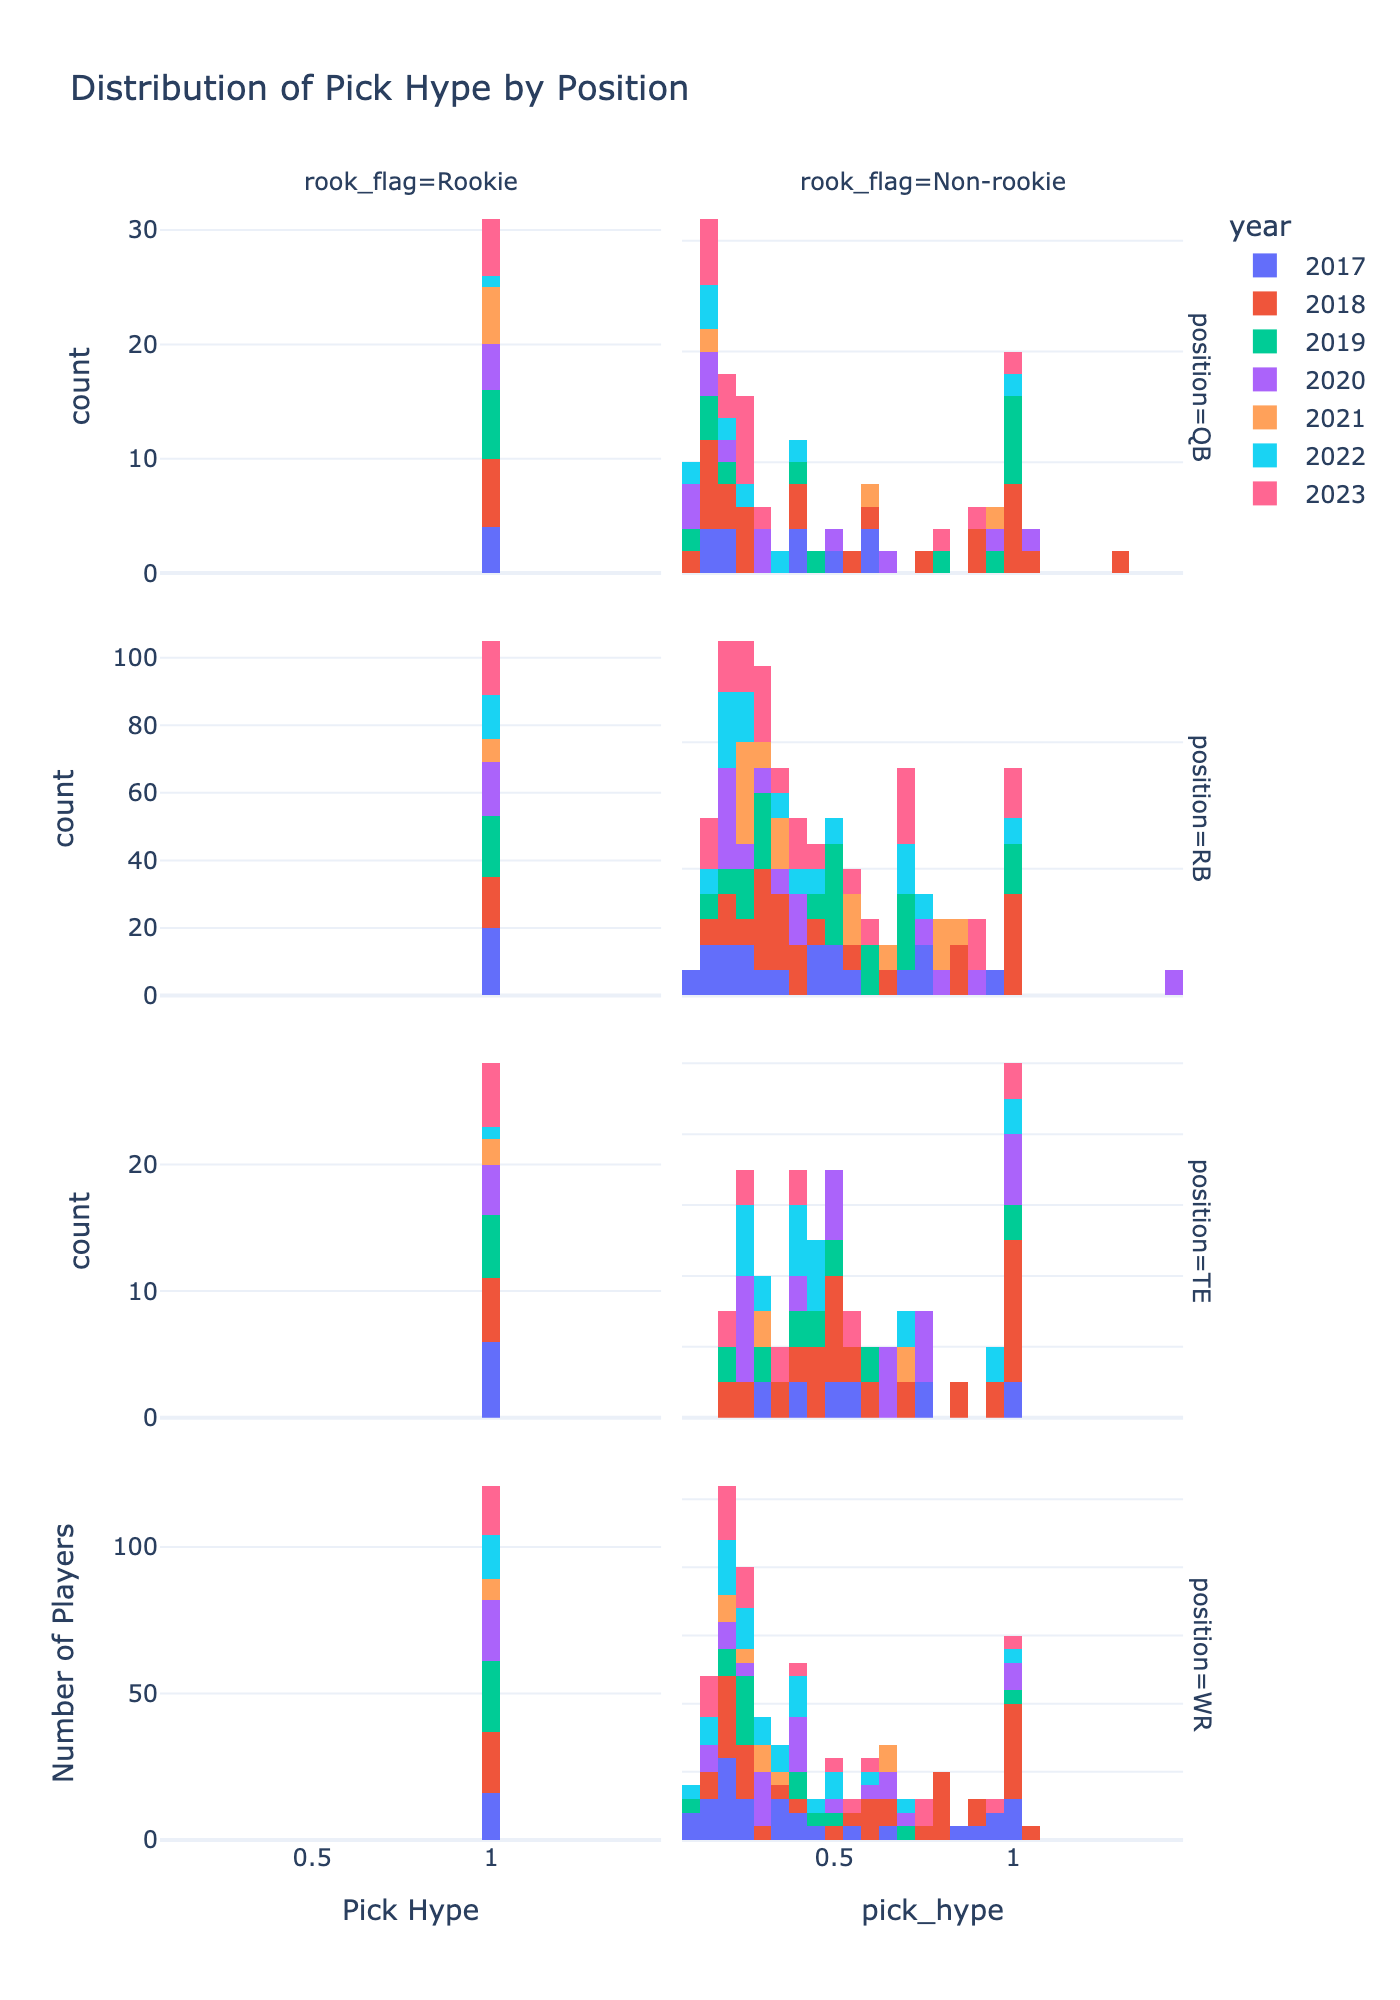 Distribution of Pick Hype by Position
rook_flag=Rookie
rook_flag=Non-rookie
year
2017
2018
2019
2020
2021
2022
2023
30
20
10
0
count
position=QB
100
80
60
40
20
0
count
position=RB
20
10
0
count
position=TE
100
50
0
Number of Players
position=WR
0.5
1
0.5
1
Pick Hype
pick_hype